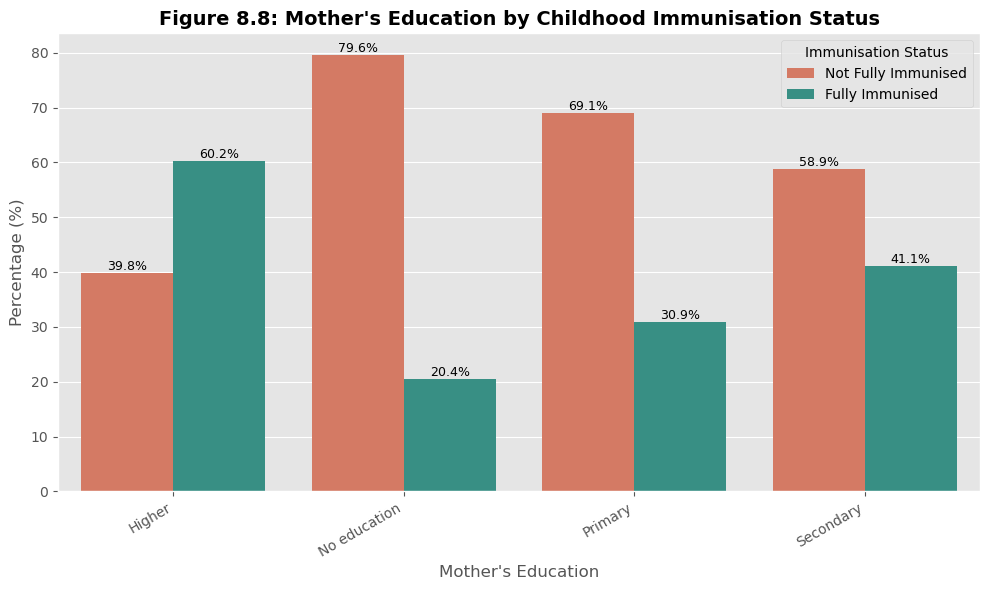 Figure 8.8: Mother's Education by Childhood Immunisation Status
Immunisation Status
Not Fully Immunised
Fully Immunised
Percentage (%)
80
70
60
50
40
30
20
10
0
39.8%
60.2%
79.6%
20.4%
69.1%
30.9%
58.9%
41.1%
Higher
No education
Primary
Secondary
Mother's Education